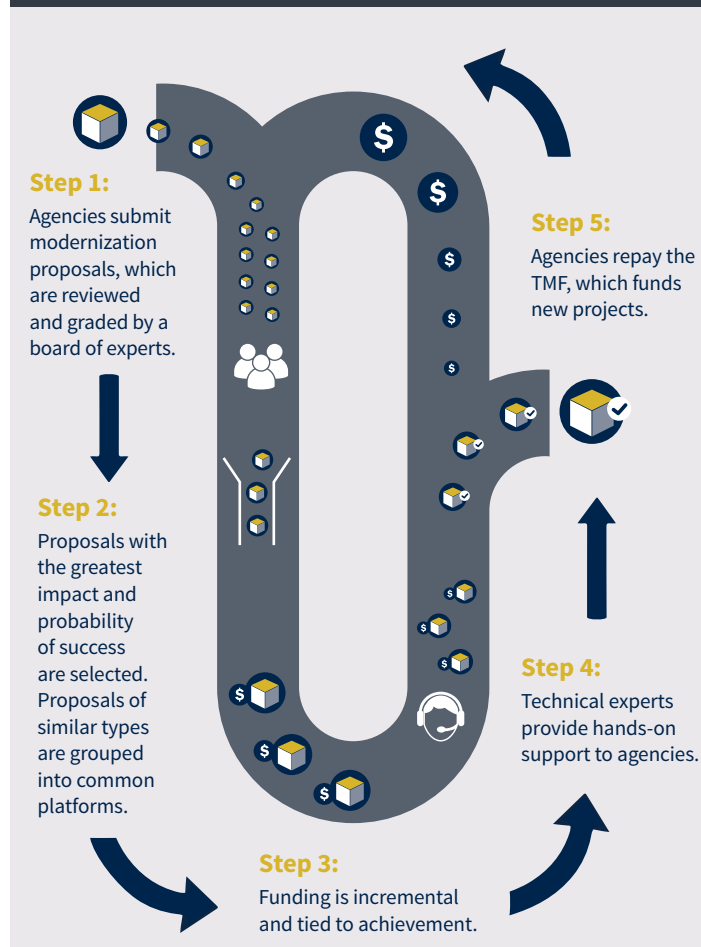 Step 1:
Agencies submit
modernization
proposals, which
are reviewed
and graded by a
board of experts.
Step 2:
Proposals with
the greatest
impact and
probability
of success
are selected.
Proposals of
similar types
are grouped
into common
platforms.
Step 3:
Funding is incremental
and tied to achievement.
Step 4:
Technical experts
provide hands-on
support to agencies.
Step 5:
Agencies repay the
TMF, which funds
new projects.
$
$
$
$
$
$
$
$
$
$
$